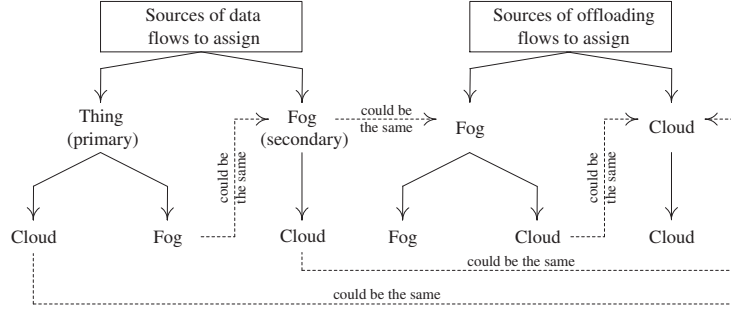 Sources of data
flows to assign
Sources of offloading
flows to assign
Thing
(primary)
Fog
(secondary)
could be
the same
Fog
Cloud
could be
the same
could be
the same
Cloud
Fog
Cloud
Fog
Cloud
Cloud
could be the same
could be the same